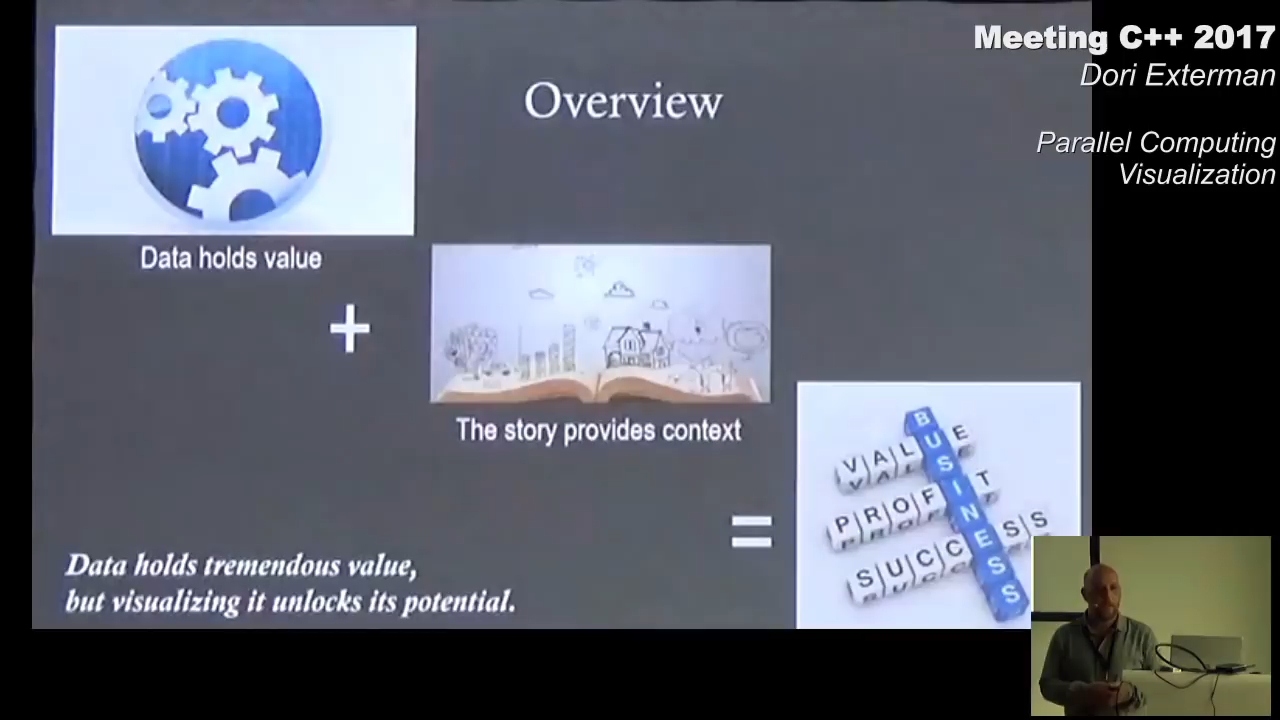 Meeting C++ 2017
Dori Exterman
Parallel Computing
Visualization
Overview
Data holds value
+
The story provides context
=
BUSINESS
VALUE
PROFIT
SUCCESS
Data holds tremendous value,
but visualizing it unlocks its potential.